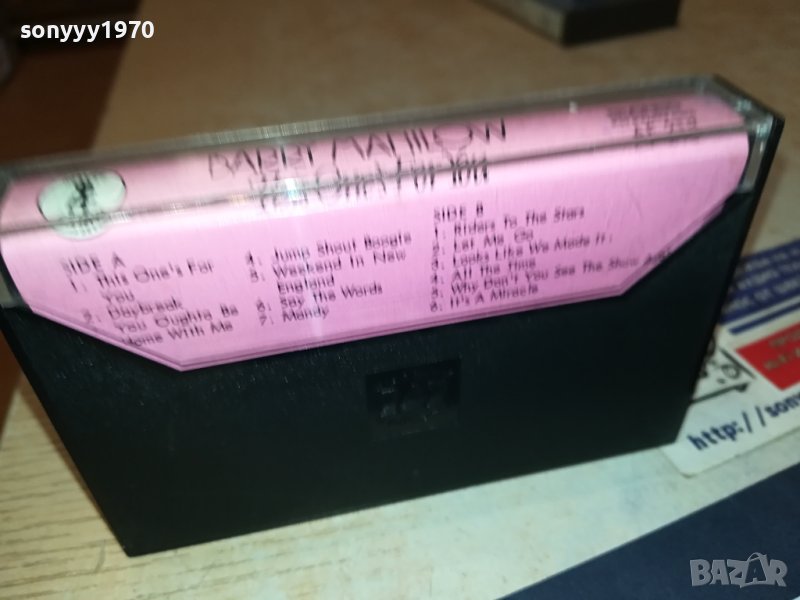 sonyyy1970
BARRY MANILOW
SIDE A
1: This One's For
You
2: Daybreak
You Oughta Be
Home With Me
4: Jump Shout Boogie
5: Weekend In New
England
6: Say the Words
7: Mandy
SIDE B
1: Riders To The Stars
2: Let Me Go
3: Looks Like We Made It
4: All the Time
5: Why Don't You See The Show
6: It's A Miracle
http://sony
BAZAR